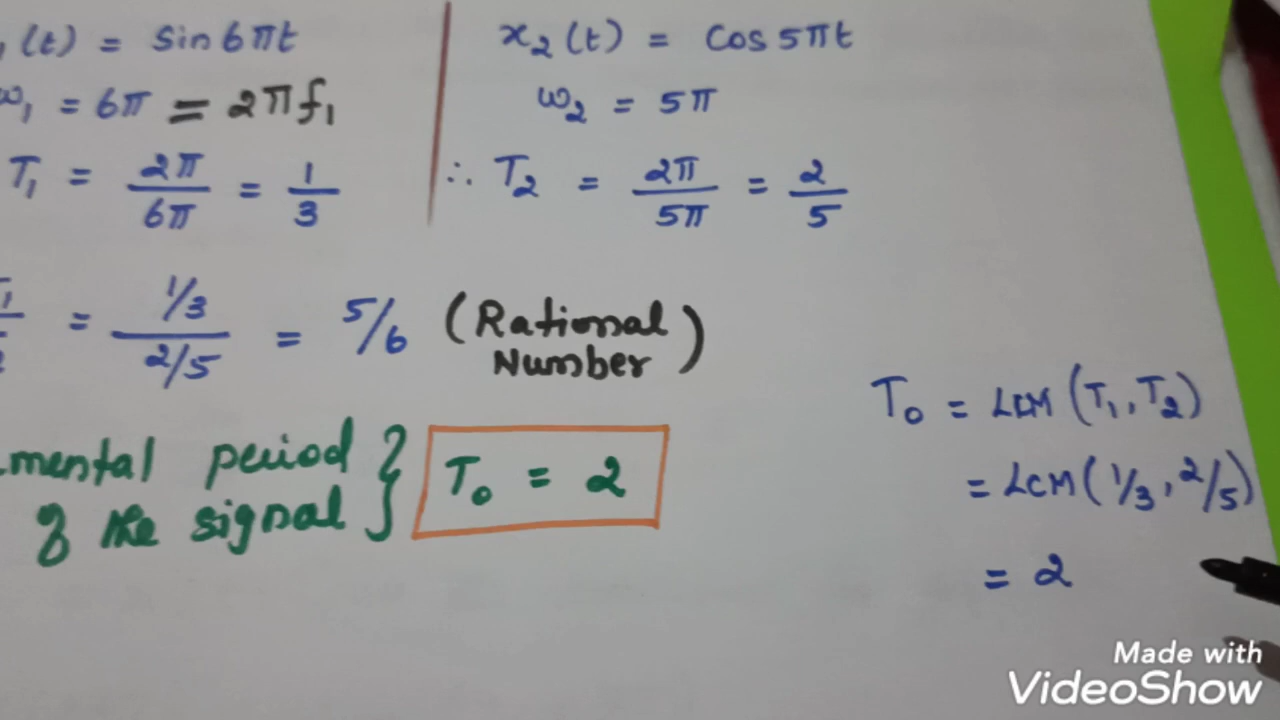 ₁(t) = Sin 6πt
ω₁ = 6π = 2πf₁
T₁ = 2π/6π = 1/3
x₂(t) = Cos 5πt
ω₂ = 5π
∴ T₂ = 2π/5π = 2/5
= (1/3)/(2/5) = 5/6 (Rational Number)
mental period
of the signal } T₀ = 2
T₀ = LCM (T₁, T₂)
= LCM (1/3, 2/5)
= 2
Made with
VideoShow